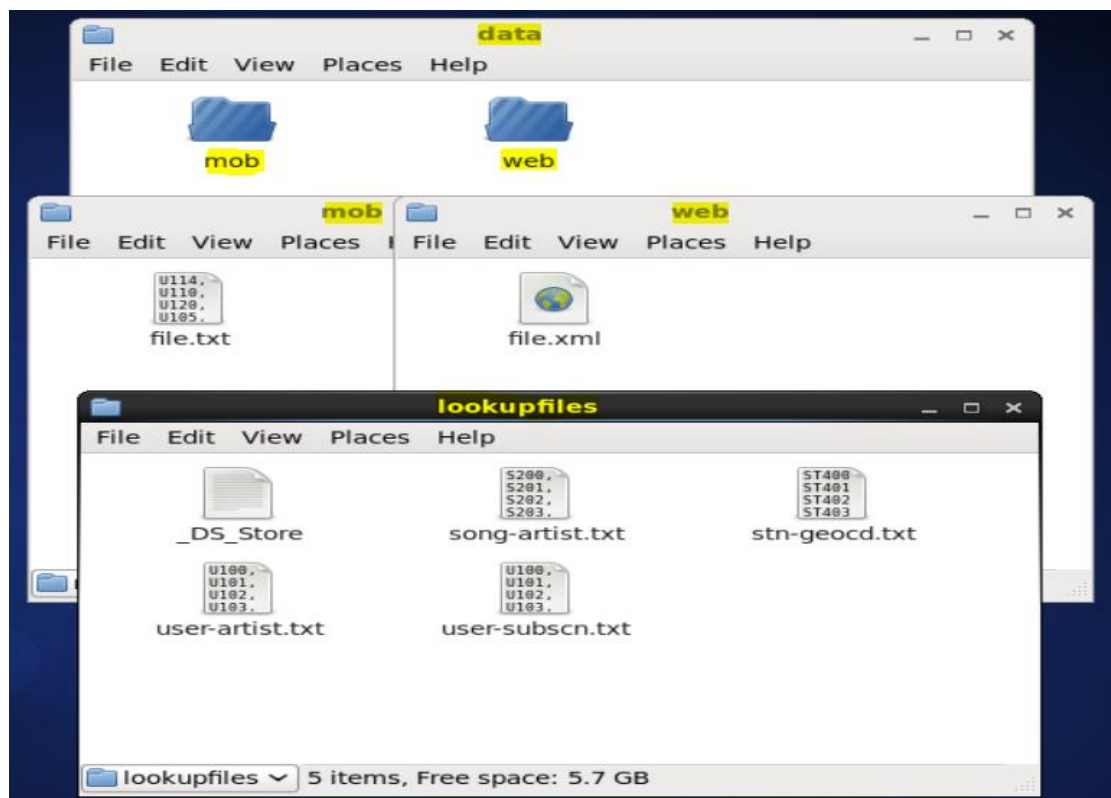 data
File Edit View Places Help
mob web
mob
File Edit View Places
web
File Edit View Places Help
U114,
U110,
U120,
U105,
file.txt
file.xml
lookupfiles
File Edit View Places Help
_DS_Store
S200,
S201,
S202,
S203,
song-artist.txt
ST400
ST401
ST402
ST403
stn-geocd.txt
U100,
U101,
U102,
U103,
user-artist.txt
U100,
U101,
U102,
U103,
user-subscn.txt
lookupfiles 5 items, Free space: 5.7 GB